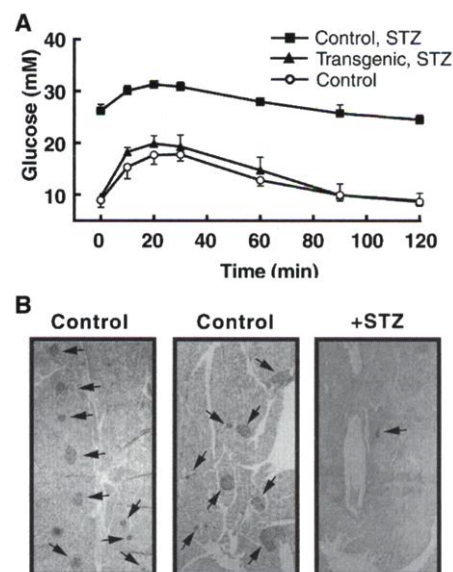 A
40
30
20
10
Glucose (mM)
Control, STZ
Transgenic, STZ
Control
0 20 40 60 80 100 120
Time (min)
B
Control Control +STZ